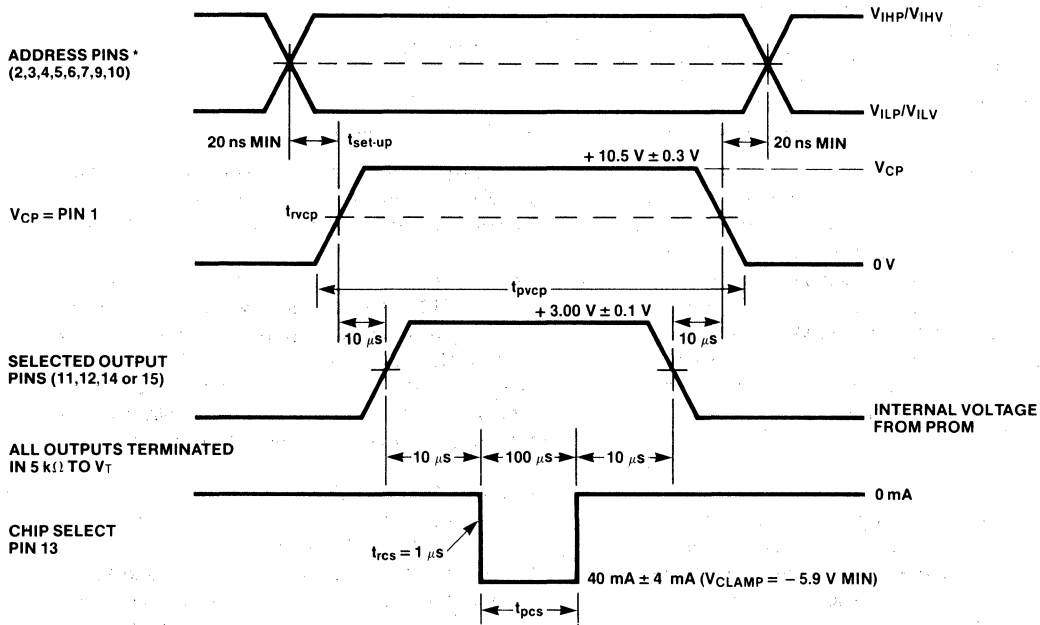 V_IHP/V_IHV
ADDRESS PINS *
(2,3,4,5,6,7,9,10)
V_ILP/V_ILV
20 ns MIN
t_set-up
20 ns MIN
+ 10.5 V ± 0.3 V
V_CP
V_CP = PIN 1
t_rvcp
0 V
t_pvcp
+ 3.00 V ± 0.1 V
10 μs
10 μs
SELECTED OUTPUT
PINS (11,12,14 or 15)
INTERNAL VOLTAGE
FROM PROM
ALL OUTPUTS TERMINATED
IN 5 kΩ TO V_T
10 μs
100 μs
10 μs
0 mA
CHIP SELECT
PIN 13
t_rcs = 1 μs
40 mA ± 4 mA (V_CLAMP = − 5.9 V MIN)
t_pcs